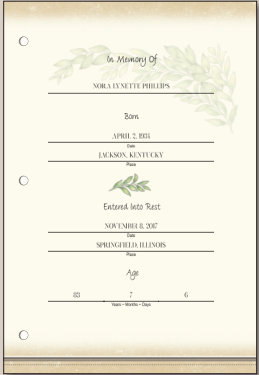 In Memory Of
NORA LYNETTE PHILLIPS
Born
APRIL 2, 1934
Date
JACKSON, KENTUCKY
Place
Entered Into Rest
NOVEMBER 8, 2017
Date
SPRINGFIELD, ILLINOIS
Place
Age
83 7 6
Years ~ Months ~ Days